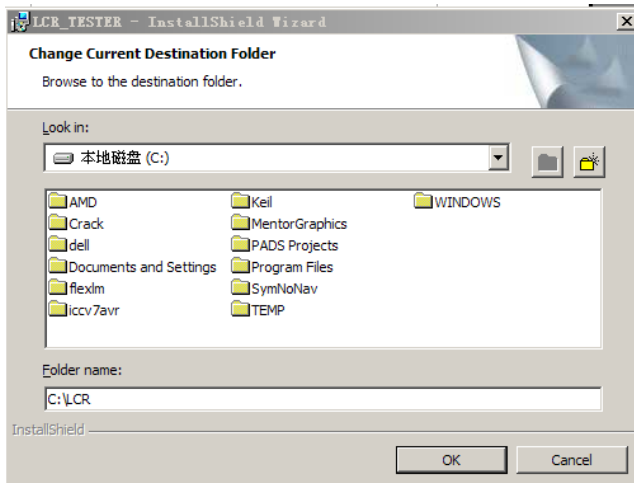 LCR_TESTER - InstallShield Wizard
Change Current Destination Folder
Browse to the destination folder.
Look in:
本地磁盘 (C:)
AMD
Crack
dell
Documents and Settings
flexlm
iccv7avr
Keil
MentorGraphics
PADS Projects
Program Files
SymNoNav
TEMP
WINDOWS
Folder name:
C:\LCR
InstallShield
OK Cancel